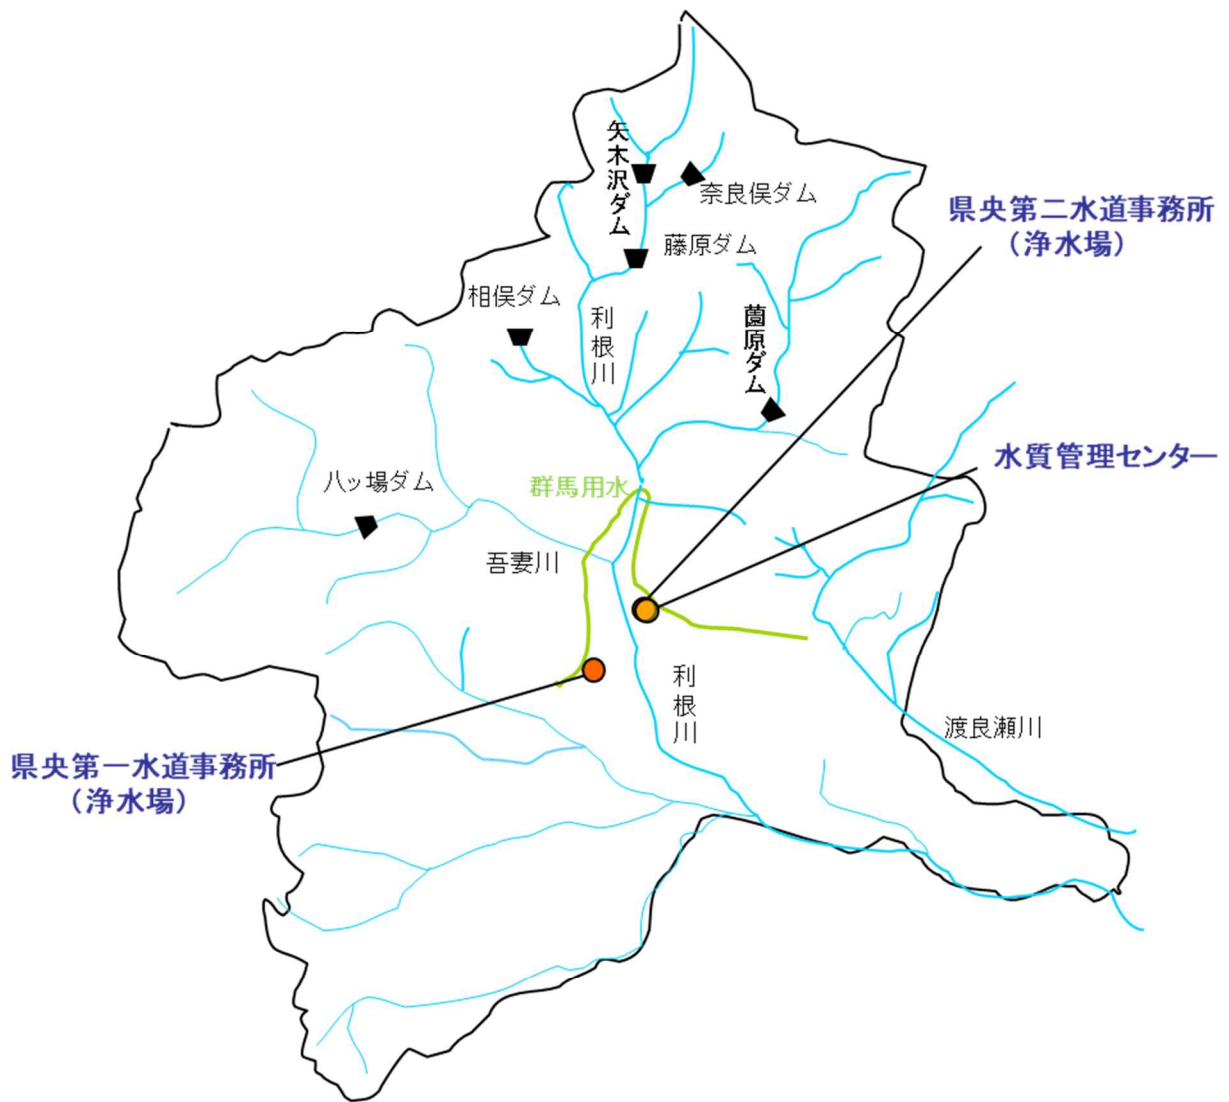 矢木沢ダム
奈良俣ダム
県央第二水道事務所
（浄水場）
藤原ダム
相俣ダム
利根川
薗原ダム
水質管理センター
八ッ場ダム
群馬用水
吾妻川
利根川
渡良瀬川
県央第一水道事務所
（浄水場）